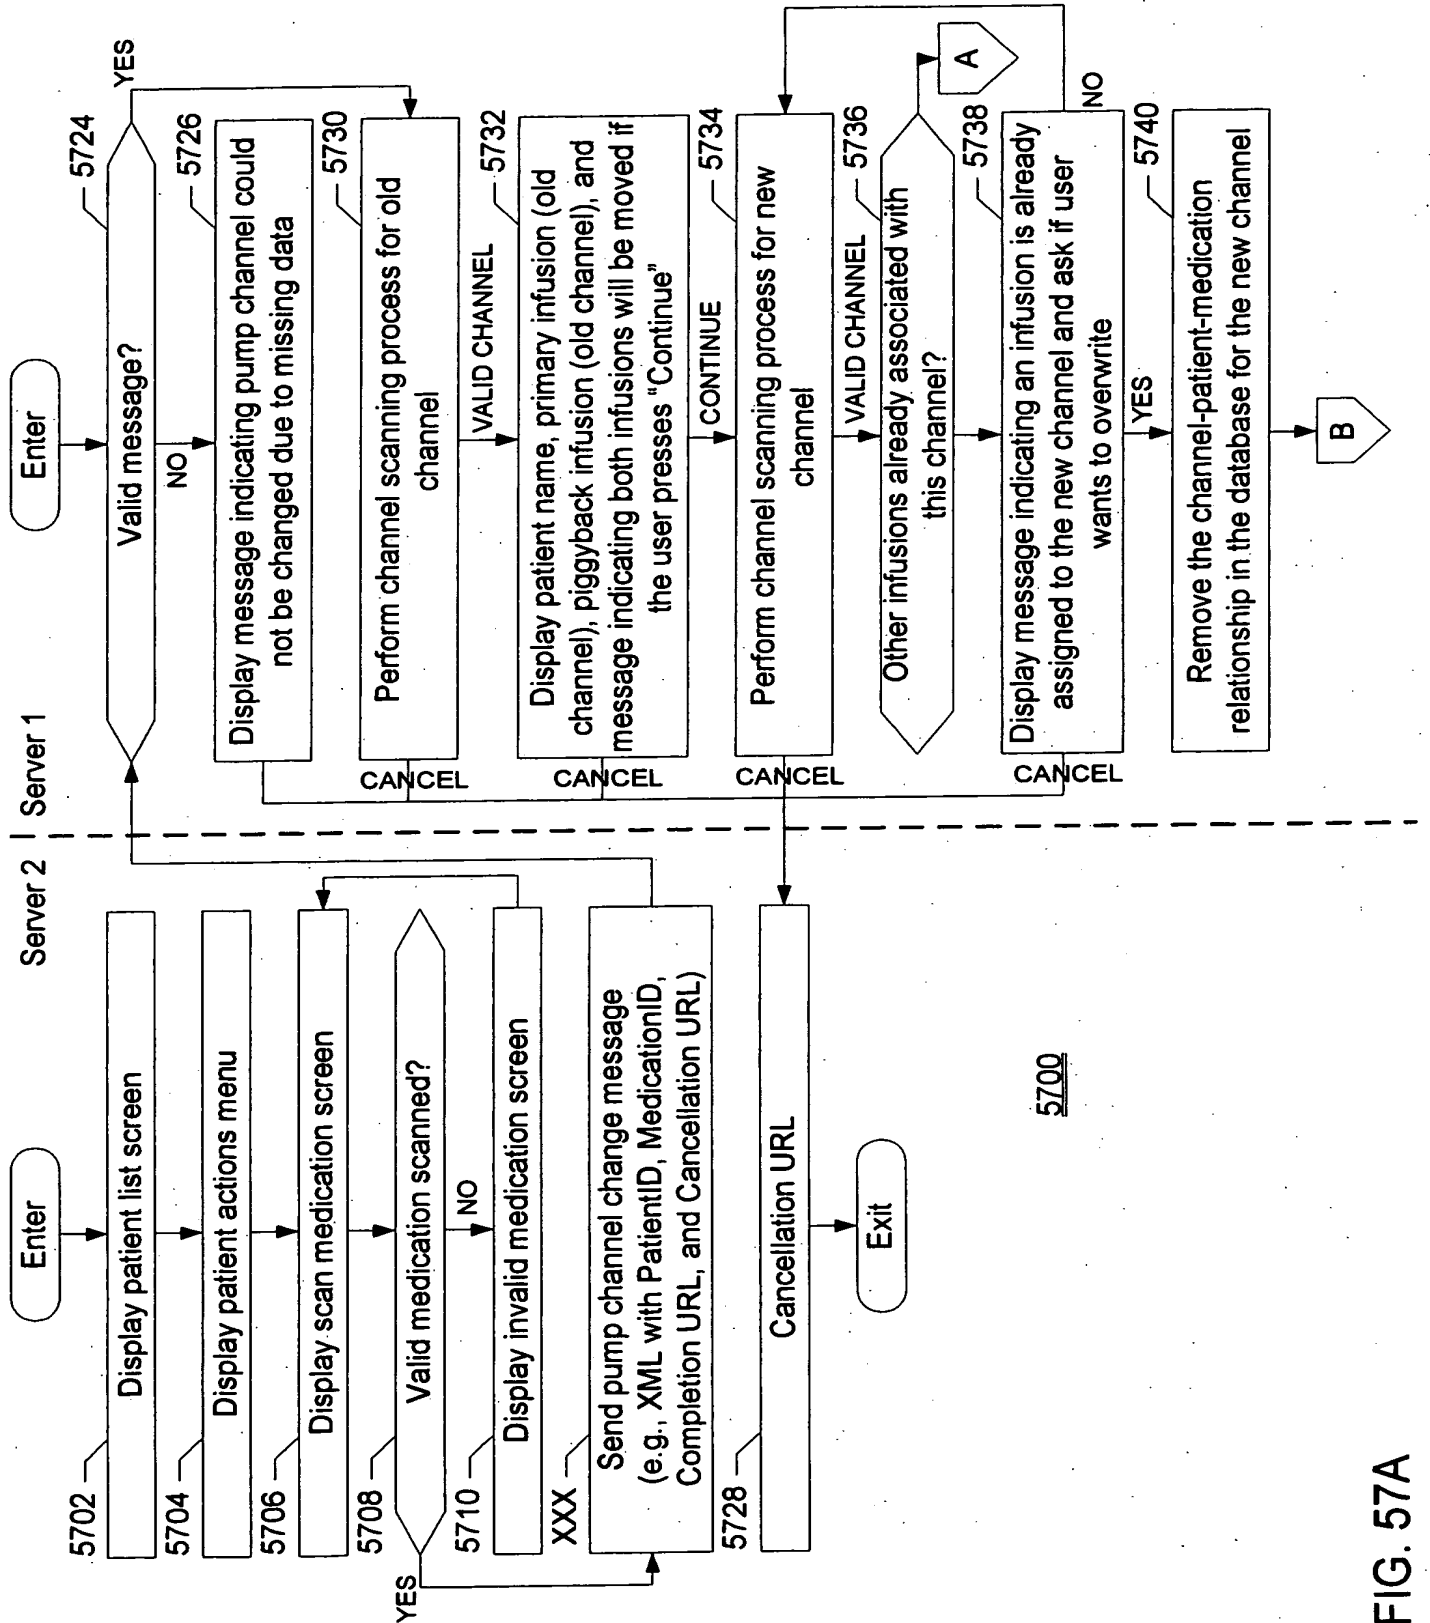 Server 2
Server 1
Enter
5702
Display patient list screen
5704
Display patient actions menu
5706
Display scan medication screen
5708
Valid medication scanned?
YES
NO
5710
Display invalid medication screen
XXX
Send pump channel change message
(e.g., XML with PatientID, MedicationID,
Completion URL, and Cancellation URL)
5728
Cancellation URL
Exit
Enter
5724
Valid message?
YES
NO
5726
Display message indicating pump channel could
not be changed due to missing data
5730
Perform channel scanning process for old
channel
CANCEL
VALID CHANNEL
5732
Display patient name, primary infusion (old
channel), piggyback infusion (old channel), and
message indicating both infusions will be moved if
the user presses “Continue”
CANCEL
CONTINUE
5734
Perform channel scanning process for new
channel
CANCEL
VALID CHANNEL
5736
Other infusions already associated with
this channel?
A
5738
Display message indicating an infusion is already
assigned to the new channel and ask if user
wants to overwrite
CANCEL
NO
YES
5740
Remove the channel-patient-medication
relationship in the database for the new channel
B
5700
FIG. 57A